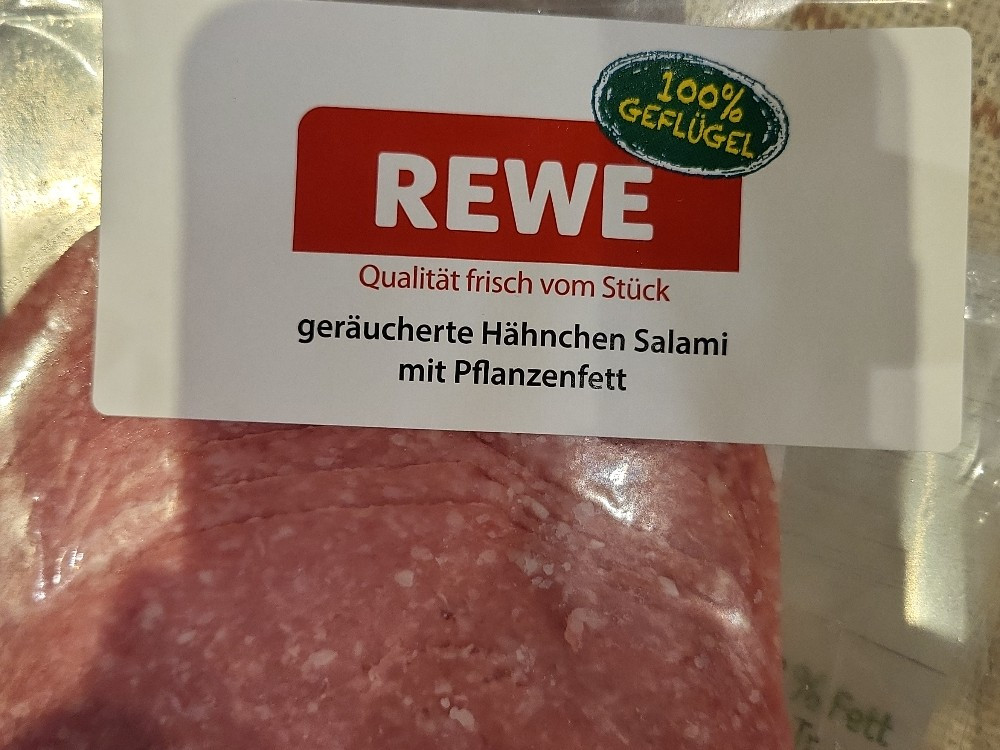 100%
GEFLÜGEL
REWE
Qualität frisch vom Stück
geräucherte Hähnchen Salami
mit Pflanzenfett
% Fett